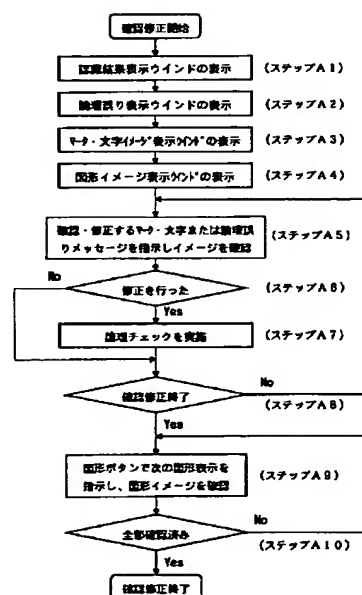 確認修正開始
認識結果表示ウインドの表示
(ステップA1)
論理誤り表示ウインドの表示
(ステップA2)
マーク・文字イメージ表示ウインドの表示
(ステップA3)
図形イメージ表示ウインドの表示
(ステップA4)
確認・修正するマーク・文字または論理誤
りメッセージを指示しイメージを確認
(ステップA5)
No
修正を行った
(ステップA6)
Yes
論理チェックを実施
(ステップA7)
No
確認修正終了
(ステップA8)
Yes
図形ボタンで次の図形表示を
指示し、図形イメージを確認
(ステップA9)
No
全部確認済み
(ステップA10)
Yes
確認修正終了